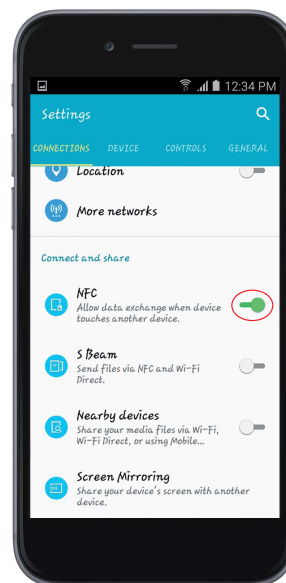 12:34 PM
Settings
CONNECTIONS DEVICE CONTROLS GENERAL
Location
More networks
Connect and share
NFC
Allow data exchange when device
touches another device.
S Beam
Send files via NFC and Wi-Fi
Direct.
Nearby devices
Share your media files via Wi-Fi,
Wi-Fi Direct, or using Mobile...
Screen Mirroring
Share your device's screen with another
device.